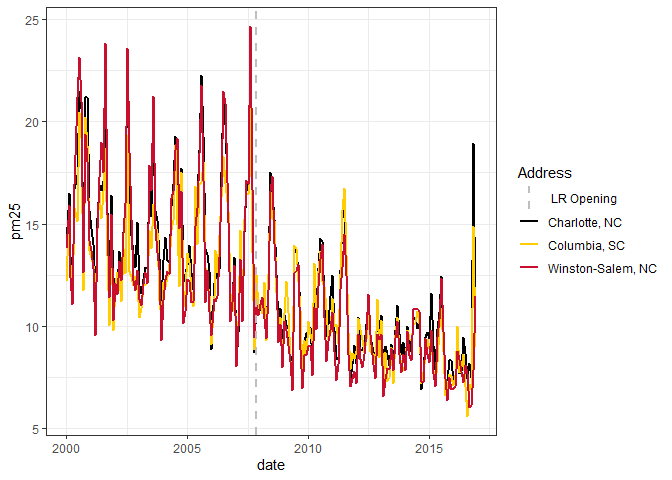 25
20
15
10
5
pm25
2000
2005
2010
2015
date
Address
LR Opening
Charlotte, NC
Columbia, SC
Winston-Salem, NC